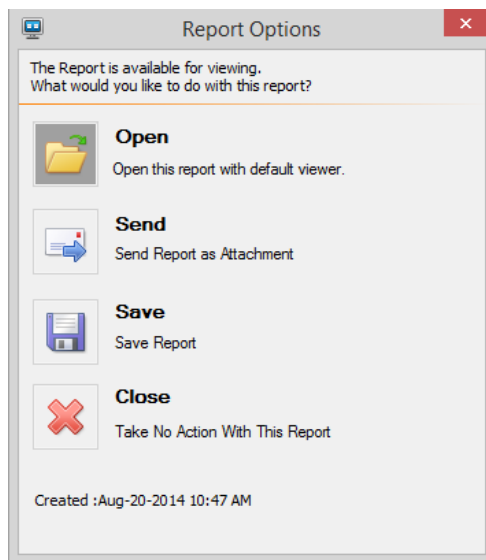 Report Options
The Report is available for viewing.
What would you like to do with this report?
Open
Open this report with default viewer.
Send
Send Report as Attachment
Save
Save Report
Close
Take No Action With This Report
Created :Aug-20-2014 10:47 AM